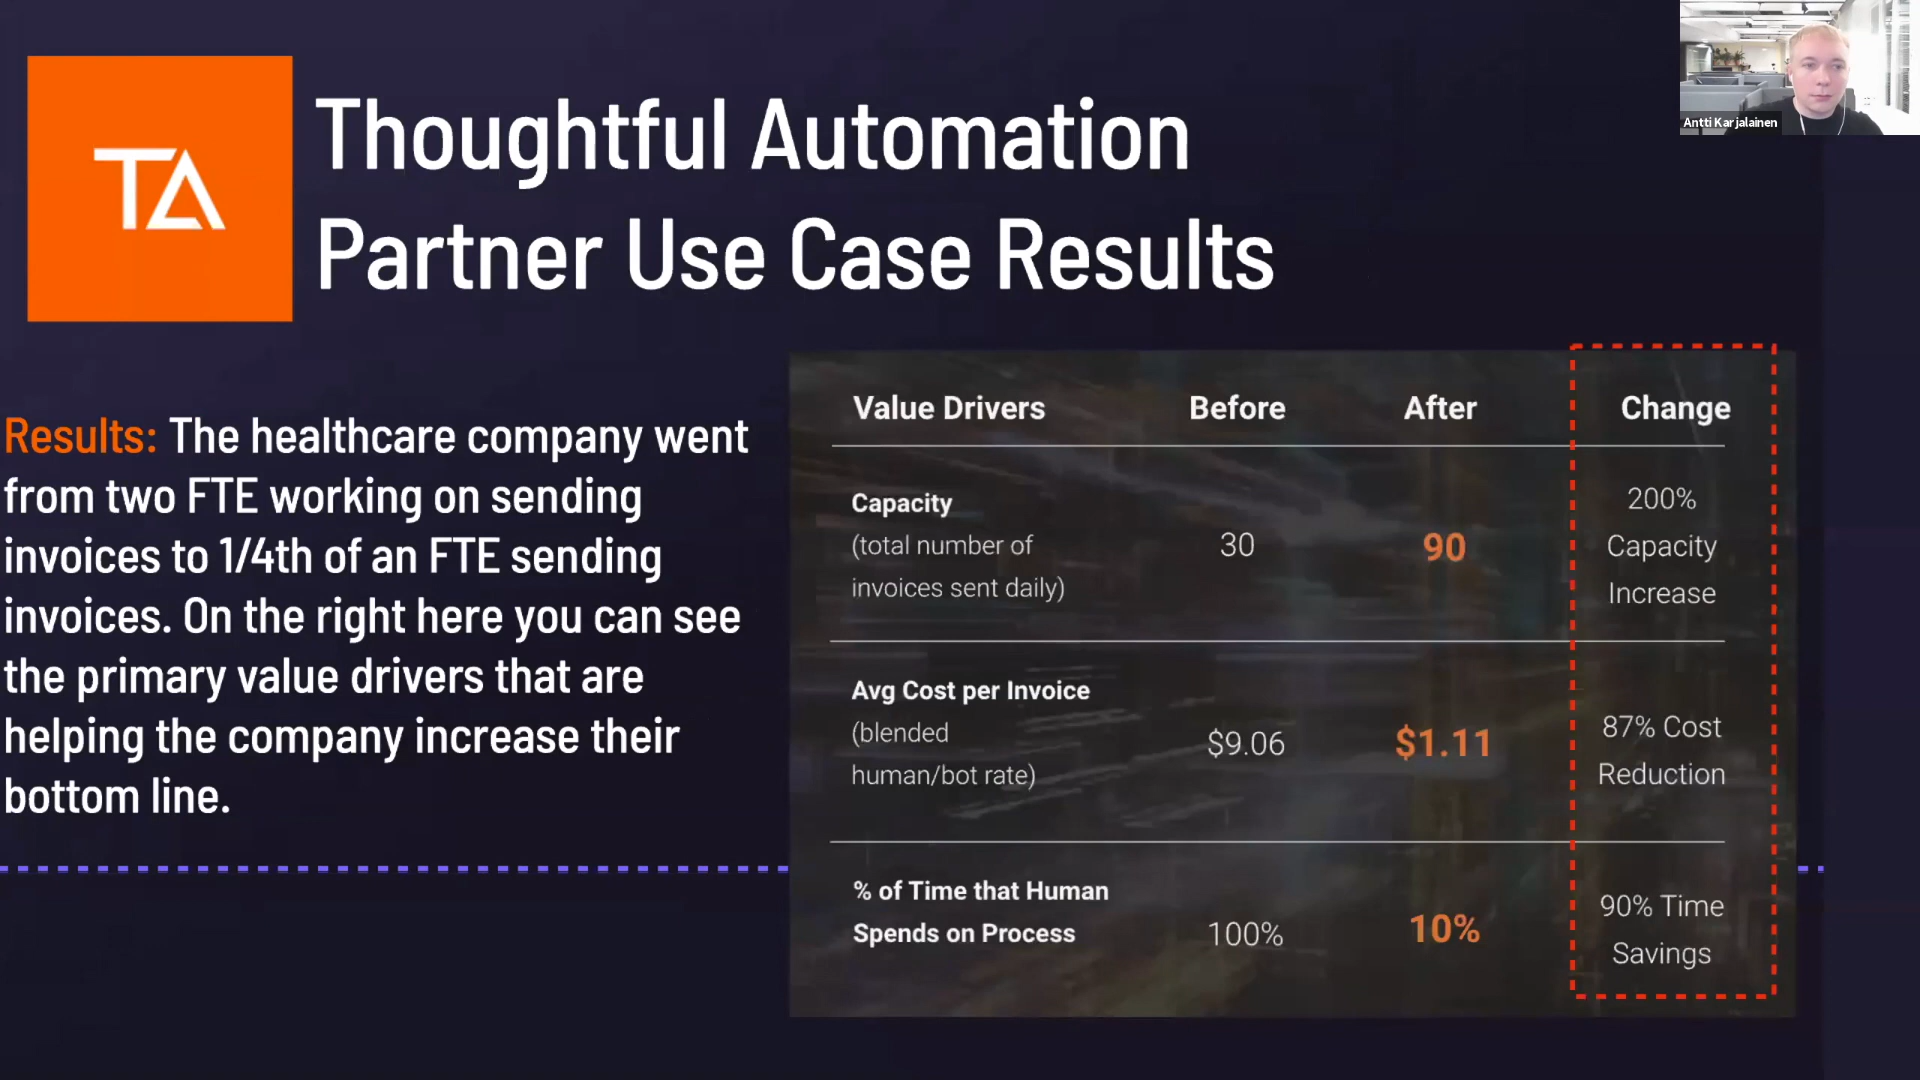 Antti Karjalainen
TA
Thoughtful Automation
Partner Use Case Results
Results: The healthcare company went
from two FTE working on sending
invoices to 1/4th of an FTE sending
invoices. On the right here you can see
the primary value drivers that are
helping the company increase their
bottom line.
Value Drivers Before After Change
Capacity
(total number of
invoices sent daily)
30
90
200%
Capacity
Increase
Avg Cost per Invoice
(blended
human/bot rate)
$9.06
$1.11
87% Cost
Reduction
% of Time that Human
Spends on Process
100%
10%
90% Time
Savings